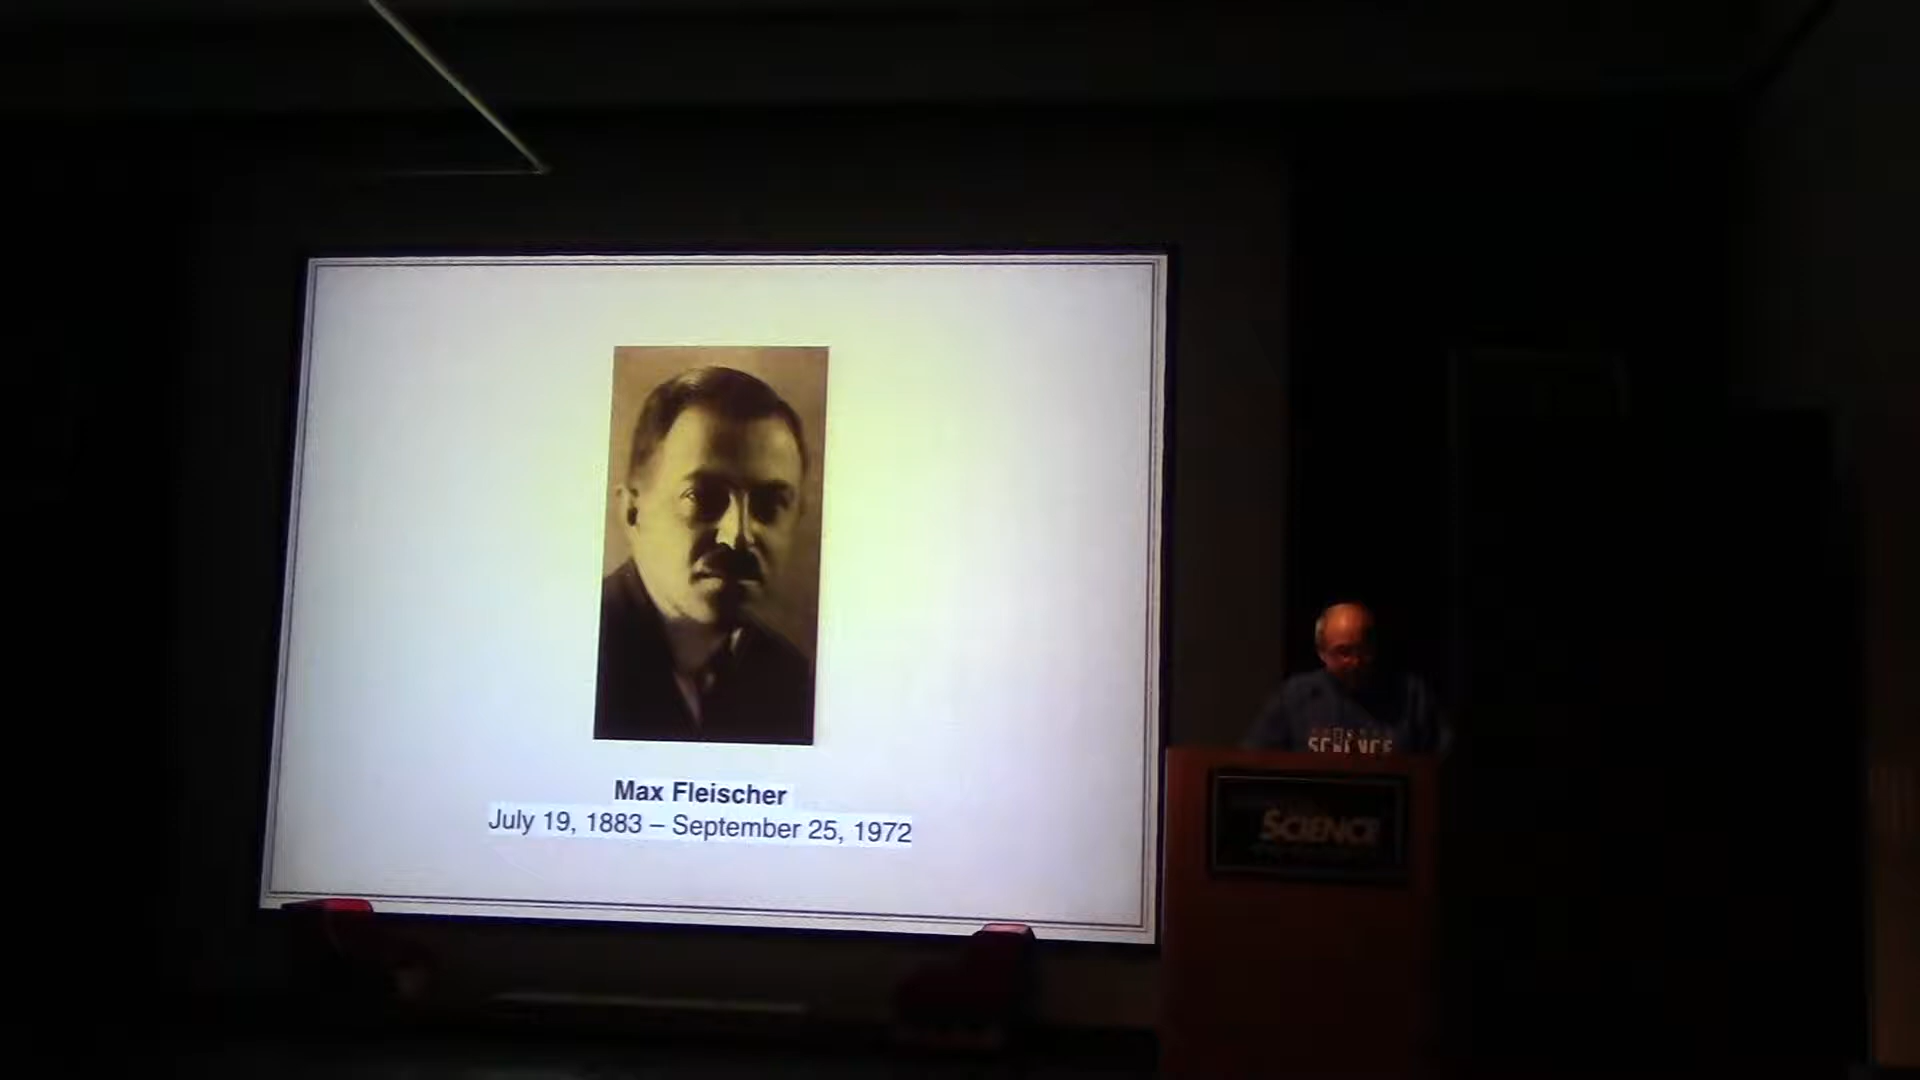 Max Fleischer
July 19, 1883 – September 25, 1972
SCIENCE
SCIENCE